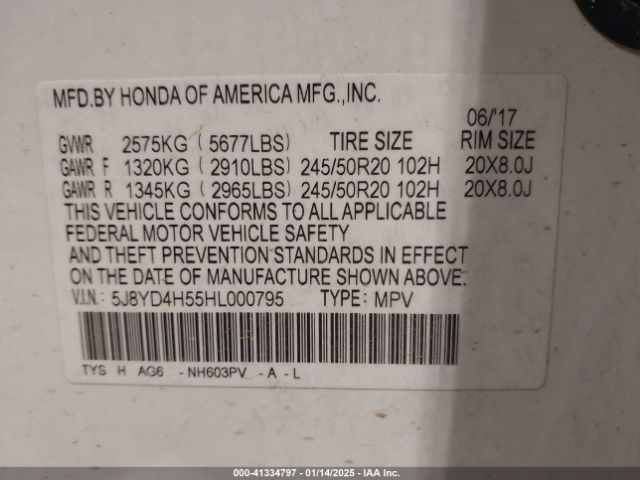 MFD.BY HONDA OF AMERICA MFG.,INC.
06/'17
GVWR 2575KG (5677LBS) TIRE SIZE RIM SIZE
GAWR F 1320KG (2910LBS) 245/50R20 102H 20X8.0J
GAWR R 1345KG (2965LBS) 245/50R20 102H 20X8.0J
THIS VEHICLE CONFORMS TO ALL APPLICABLE
FEDERAL MOTOR VEHICLE SAFETY
AND THEFT PREVENTION STANDARDS IN EFFECT
ON THE DATE OF MANUFACTURE SHOWN ABOVE.
V.I.N.: 5J8YD4H55HL000795 TYPE: MPV
TYS H AG6 -NH603PV -A -L
000-41334797 - 01/14/2025 - IAA Inc.